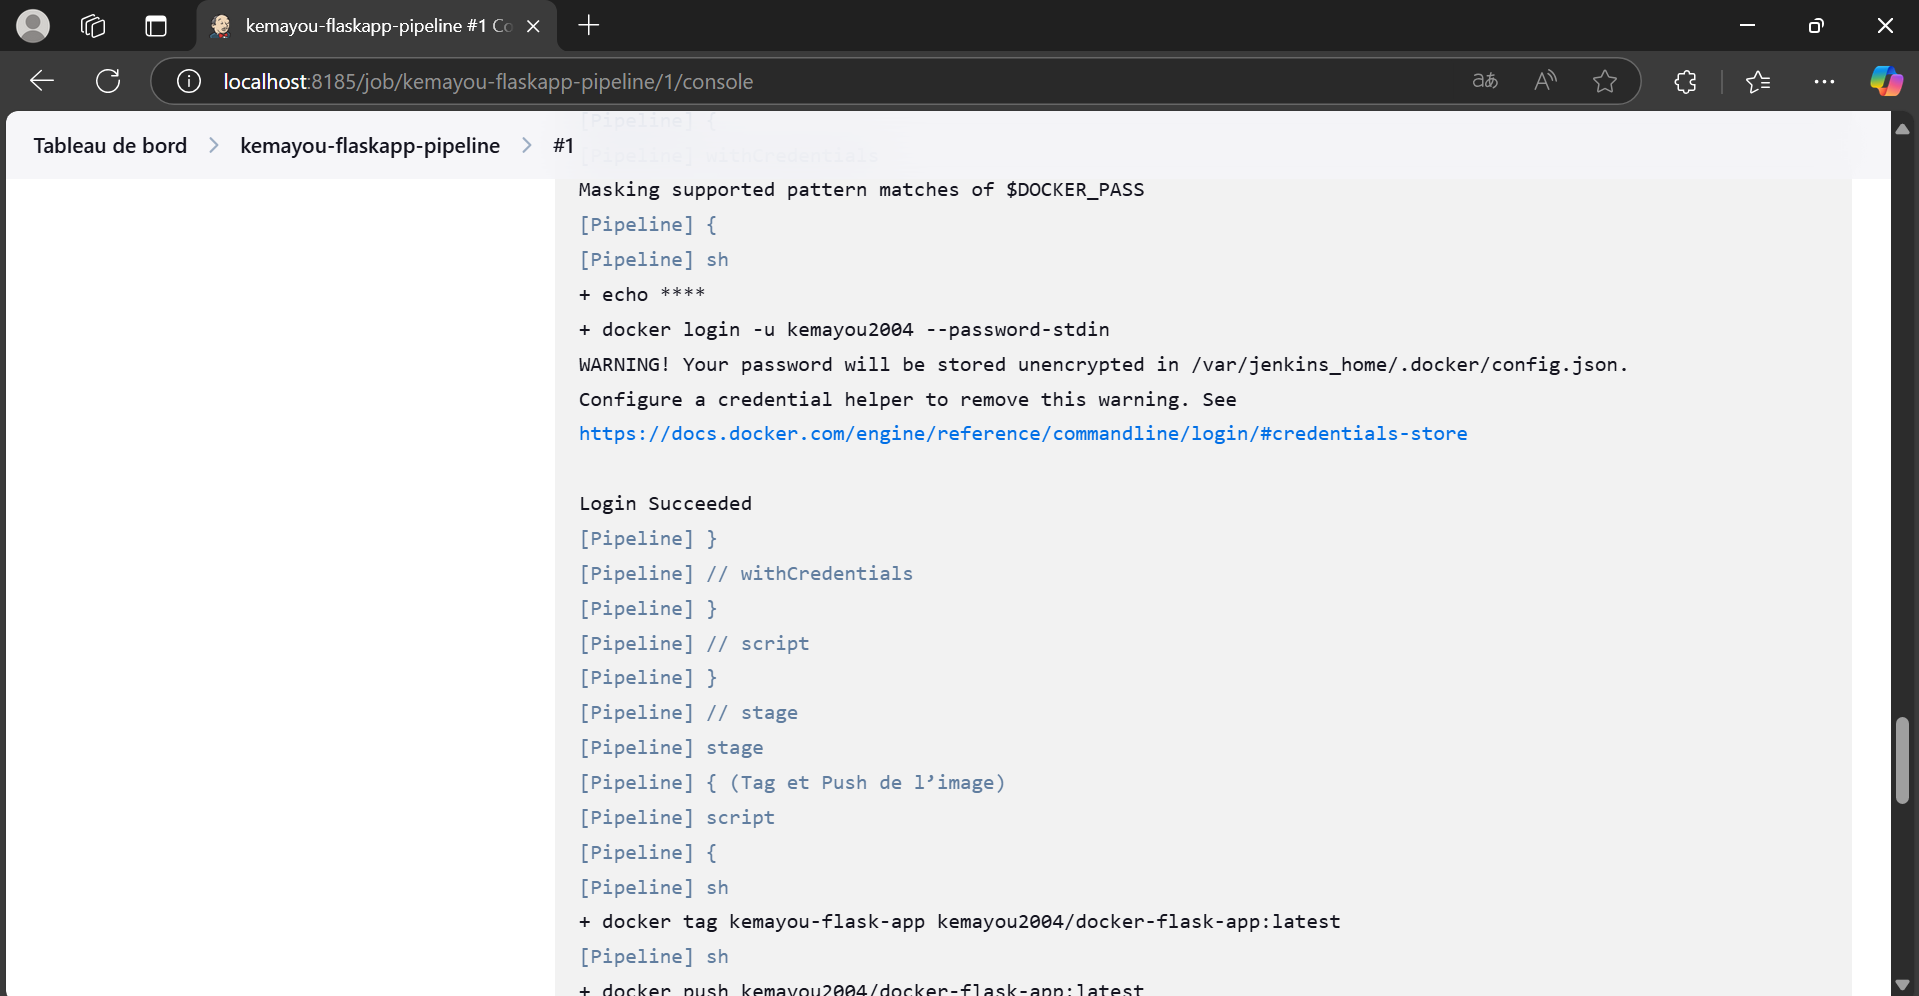 kemayou-flaskapp-pipeline #1 Co
localhost:8185/job/kemayou-flaskapp-pipeline/1/console
[Pipeline] {
Tableau de bord > kemayou-flaskapp-pipeline > #1
[Pipeline] withCredentials
Masking supported pattern matches of $DOCKER_PASS
[Pipeline] {
[Pipeline] sh
+ echo ****
+ docker login -u kemayou2004 --password-stdin
WARNING! Your password will be stored unencrypted in /var/jenkins_home/.docker/config.json.
Configure a credential helper to remove this warning. See
https://docs.docker.com/engine/reference/commandline/login/#credentials-store
Login Succeeded
[Pipeline] }
[Pipeline] // withCredentials
[Pipeline] }
[Pipeline] // script
[Pipeline] }
[Pipeline] // stage
[Pipeline] stage
[Pipeline] { (Tag et Push de l’image)
[Pipeline] script
[Pipeline] {
[Pipeline] sh
+ docker tag kemayou-flask-app kemayou2004/docker-flask-app:latest
[Pipeline] sh
+ docker push kemayou2004/docker-flask-app:latest